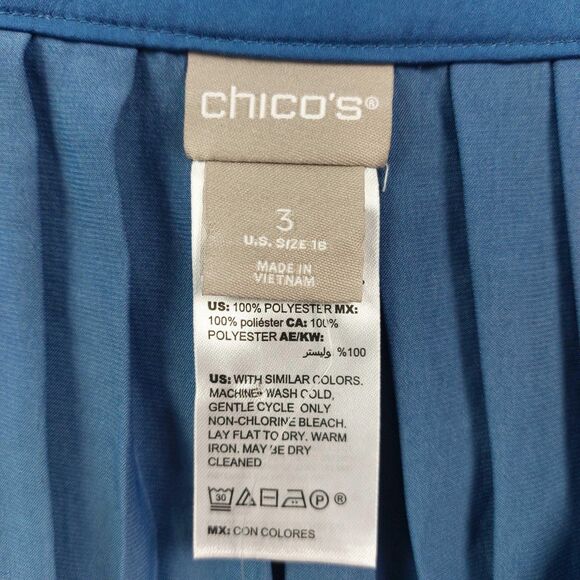 chico's®
3
U.S. SIZE 16
MADE IN
VIETNAM
US: 100% POLYESTER MX:
100% poliéster CA: 100%
POLYESTER AE/KW:
%100 وليستر
US: WITH SIMILAR COLORS.
MACHINE WASH COLD,
GENTLE CYCLE ONLY
NON-CHLORINE BLEACH.
LAY FLAT TO DRY. WARM
IRON. MAY BE DRY
CLEANED
30 P ®
MX: CON COLORES